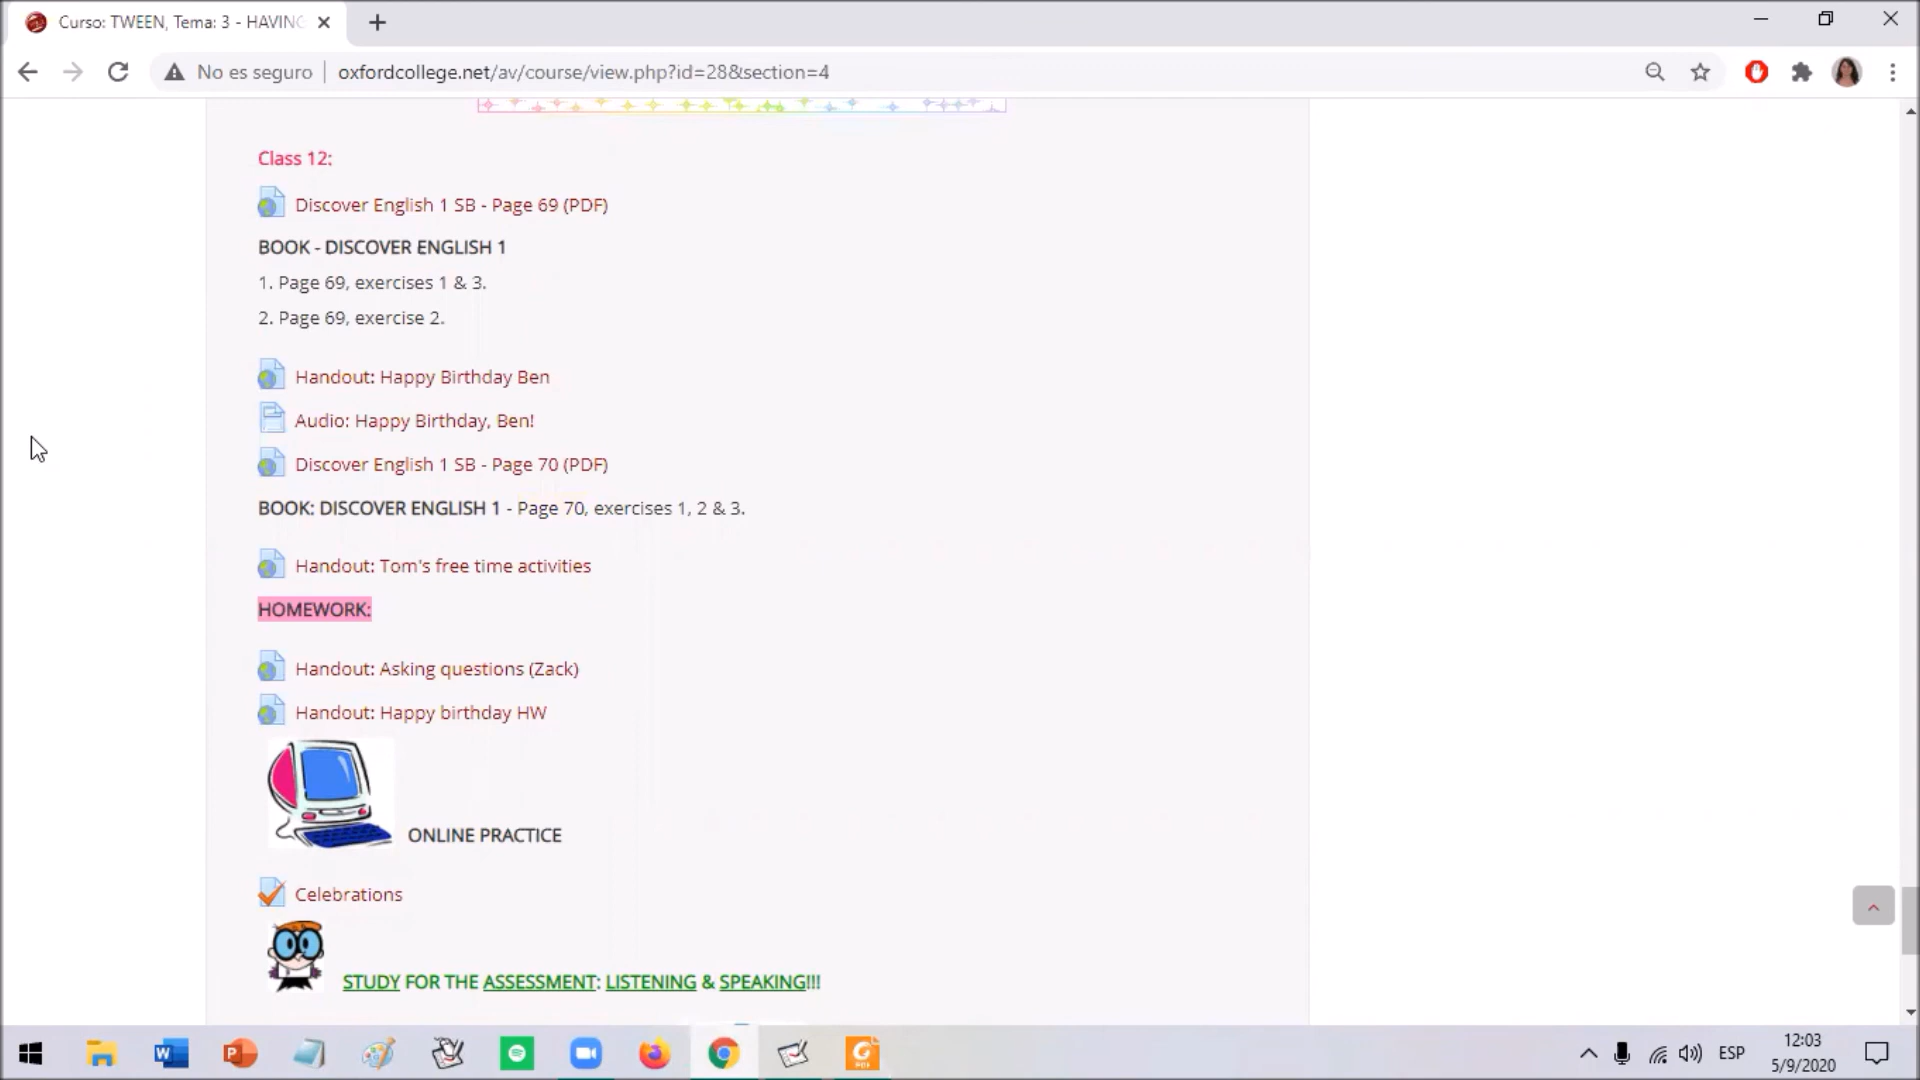 Curso: TWEEN, Tema: 3 - HAVING
No es seguro
oxfordcollege.net/av/course/view.php?id=28&section=4
Class 12:
Discover English 1 SB - Page 69 (PDF)
BOOK - DISCOVER ENGLISH 1
1. Page 69, exercises 1 & 3.
2. Page 69, exercise 2.
Handout: Happy Birthday Ben
Audio: Happy Birthday, Ben!
Discover English 1 SB - Page 70 (PDF)
BOOK: DISCOVER ENGLISH 1 - Page 70, exercises 1, 2 & 3.
Handout: Tom's free time activities
HOMEWORK:
Handout: Asking questions (Zack)
Handout: Happy birthday HW
ONLINE PRACTICE
Celebrations
STUDY FOR THE ASSESSMENT: LISTENING & SPEAKING!!!
ESP
12:03
5/9/2020